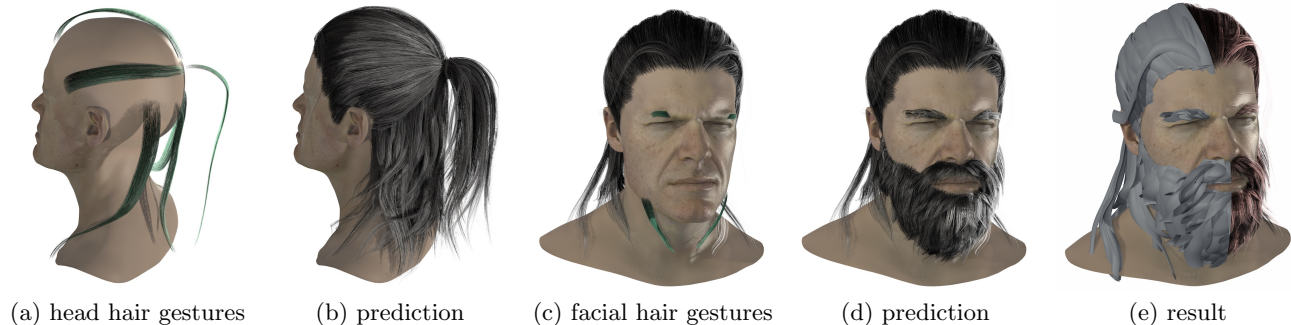 (a) head hair gestures (b) prediction (c) facial hair gestures (d) prediction (e) result